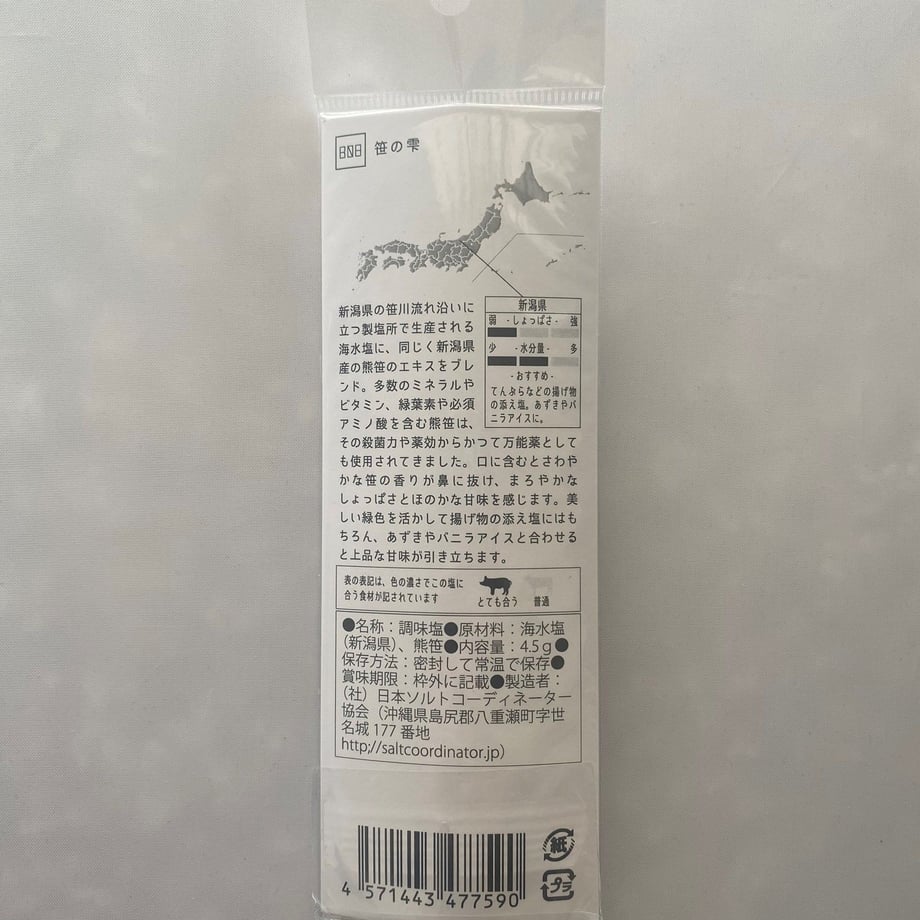 808 笹の雫
新潟県の笹川流れ沿いに
立つ製塩所で生産される
海水塩に、同じく新潟県
産の熊笹のエキスをブレ
ンド。多数のミネラルや
ビタミン、緑葉素や必須
アミノ酸を含む熊笹は、
その殺菌力や薬効からかつて万能薬として
も使用されてきました。口に含むとさわや
かな笹の香りが鼻に抜け、まろやかな
しょっぱさとほのかな甘味を感じます。美
しい緑色を活かして揚げ物の添え塩にはも
ちろん、あずきやバニラアイスと合わせる
と上品な甘味が引き立ちます。
新潟県
弱 -しょっぱさ- 強
少 -水分量- 多
-おすすめ-
てんぷらなどの揚げ物
の添え塩。あずきやバ
ニラアイスに。
表の表記は、色の濃さでこの塩に
合う食材が記されています
とても合う 普通
●名称：調味塩●原材料：海水塩
（新潟県）、熊笹●内容量：4.5g●
保存方法：密封して常温で保存●
賞味期限：枠外に記載●製造者：
（社）日本ソルトコーディネーター
協会（沖縄県島尻郡八重瀬町字世
名城 177 番地
http://saltcoordinator.jp）
4 571443 477590
紙
プラ